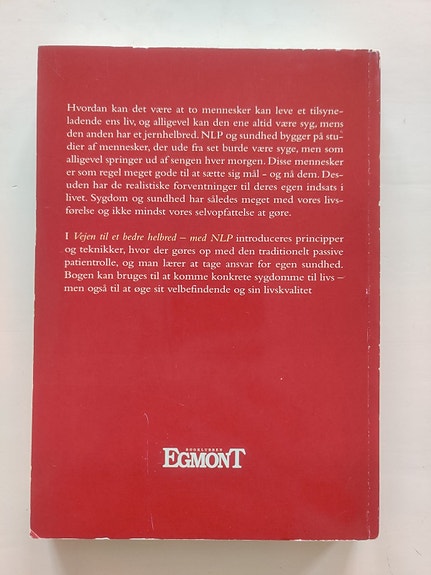 Hvordan kan det være at to mennesker kan leve et tilsyne-
ladende ens liv, og alligevel kan den ene altid være syg, mens
den anden har et jernhelbred. NLP og sundhed bygger på stu-
dier af mennesker, der ude fra set burde være syge, men som
alligevel springer ud af sengen hver morgen. Disse mennesker
er som regel meget gode til at sætte sig mål - og nå dem. Des-
uden har de realistiske forventninger til deres egen indsats i
livet. Sygdom og sundhed har således meget med vores livs-
førelse og ikke mindst vores selvopfattelse at gøre.
I Vejen til et bedre helbred – med NLP introduceres principper
og teknikker, hvor der gøres op med den traditionelt passive
patientrolle, og man lærer at tage ansvar for egen sundhed.
Bogen kan bruges til at komme konkrete sygdomme til livs –
men også til at øge sit velbefindende og sin livskvalitet
BOGKLUBBEN
EGMONT